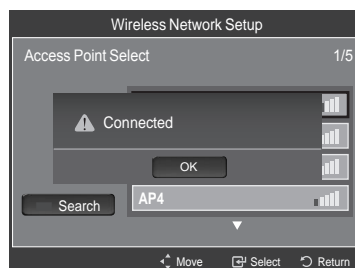 Wireless Network Setup
Access Point Select 1/5
Connected
OK
Search
AP4
Move Select Return